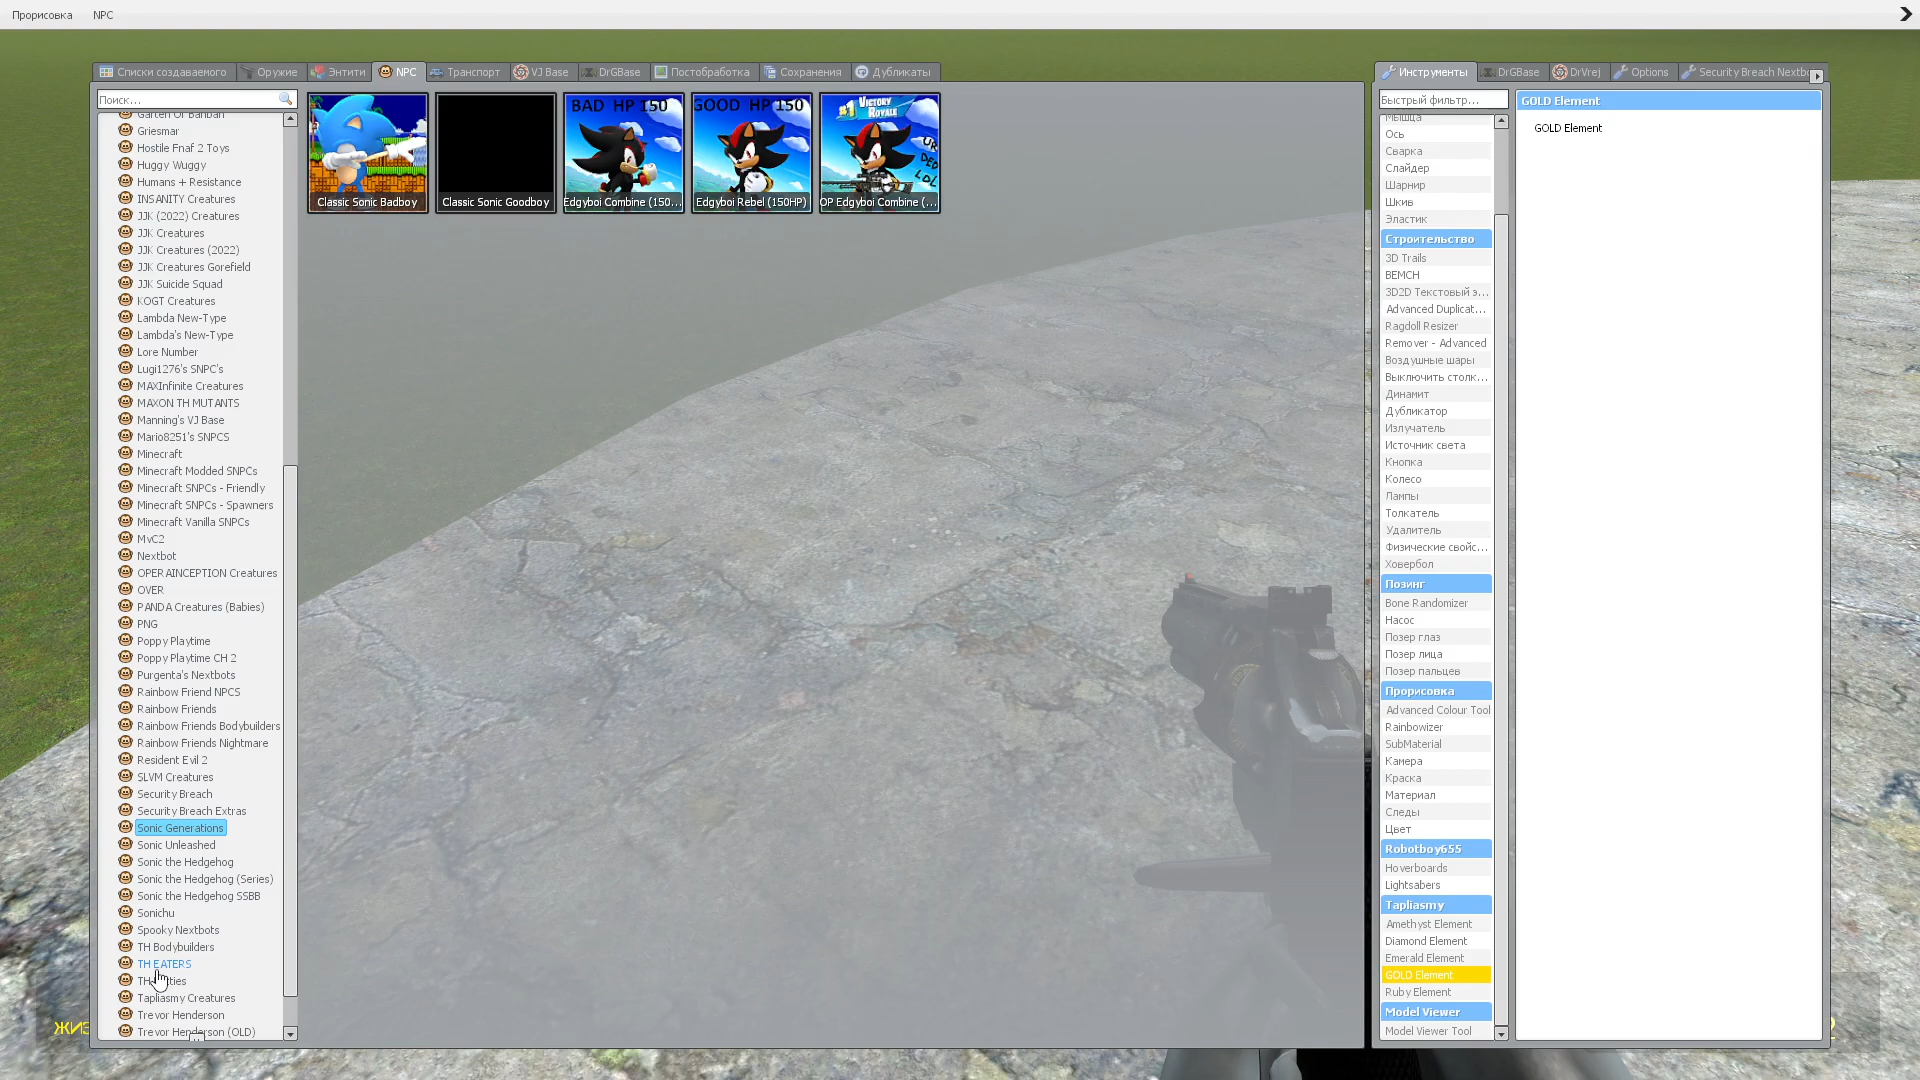 Прорисовка NPC
Списки создаваемого Оружие Энтити NPC Транспорт VJ Base DrGBase Постобработка Сохранения Дубликаты
Поиск...
Garten Of Banban
Griesmar
Hostile Fnaf 2 Toys
Huggy Wuggy
Humans + Resistance
INSANITY Creatures
JJK (2022) Creatures
JJK Creatures
JJK Creatures (2022)
JJK Creatures Gorefield
JJK Suicide Squad
KOGT Creatures
Lambda New-Type
Lambda's New-Type
Lore Number
Lugi1276's SNPC's
MAXInfinite Creatures
MAXON TH MUTANTS
Manning's VJ Base
Mario8251's SNPCS
Minecraft
Minecraft Modded SNPCs
Minecraft SNPCs - Friendly
Minecraft SNPCs - Spawners
Minecraft Vanilla SNPCs
MvC2
Nextbot
OPERAINCEPTION Creatures
OVER
PANDA Creatures (Babies)
PNG
Poppy Playtime
Poppy Playtime CH 2
Purgenta's Nextbots
Rainbow Friend NPCS
Rainbow Friends
Rainbow Friends Bodybuilders
Rainbow Friends Nightmare
Resident Evil 2
SLVM Creatures
Security Breach
Security Breach Extras
Sonic Generations
Sonic Unleashed
Sonic the Hedgehog
Sonic the Hedgehog (Series)
Sonic the Hedgehog SSBB
Sonichu
Spooky Nextbots
TH Bodybuilders
TH EATERS
Tapliasmy Creatures
Trevor Henderson
Trevor Henderson (OLD)
Classic Sonic Badboy
Classic Sonic Goodboy
BAD HP 150
Edgyboi Combine (150...
GOOD HP 150
Edgyboi Rebel (150HP)
#1 VICTORY
ROYALE
UR
DED
LOL
OP Edgyboi Combine (...
Инструменты DrGBase DrVrej Options Security Breach Nextb
Быстрый фильтр...
Мышца
Ось
Сварка
Слайдер
Шарнир
Шкив
Эластик
Строительство
3D Trails
BEMCH
3D2D Текстовый э...
Advanced Duplicat...
Ragdoll Resizer
Remover - Advanced
Воздушные шары
Выключить столк...
Динамит
Дубликатор
Излучатель
Источник света
Кнопка
Колесо
Лампы
Толкатель
Удалитель
Физические свойс...
Ховербол
Позинг
Bone Randomizer
Насос
Позер глаз
Позер лица
Позер пальцев
Прорисовка
Advanced Colour Tool
Rainbowizer
SubMaterial
Камера
Краска
Материал
Следы
Цвет
Robotboy655
Hoverboards
Lightsabers
Tapliasmy
Amethyst Element
Diamond Element
Emerald Element
GOLD Element
Ruby Element
Model Viewer
Model Viewer Tool
GOLD Element
GOLD Element
ЖИЗ